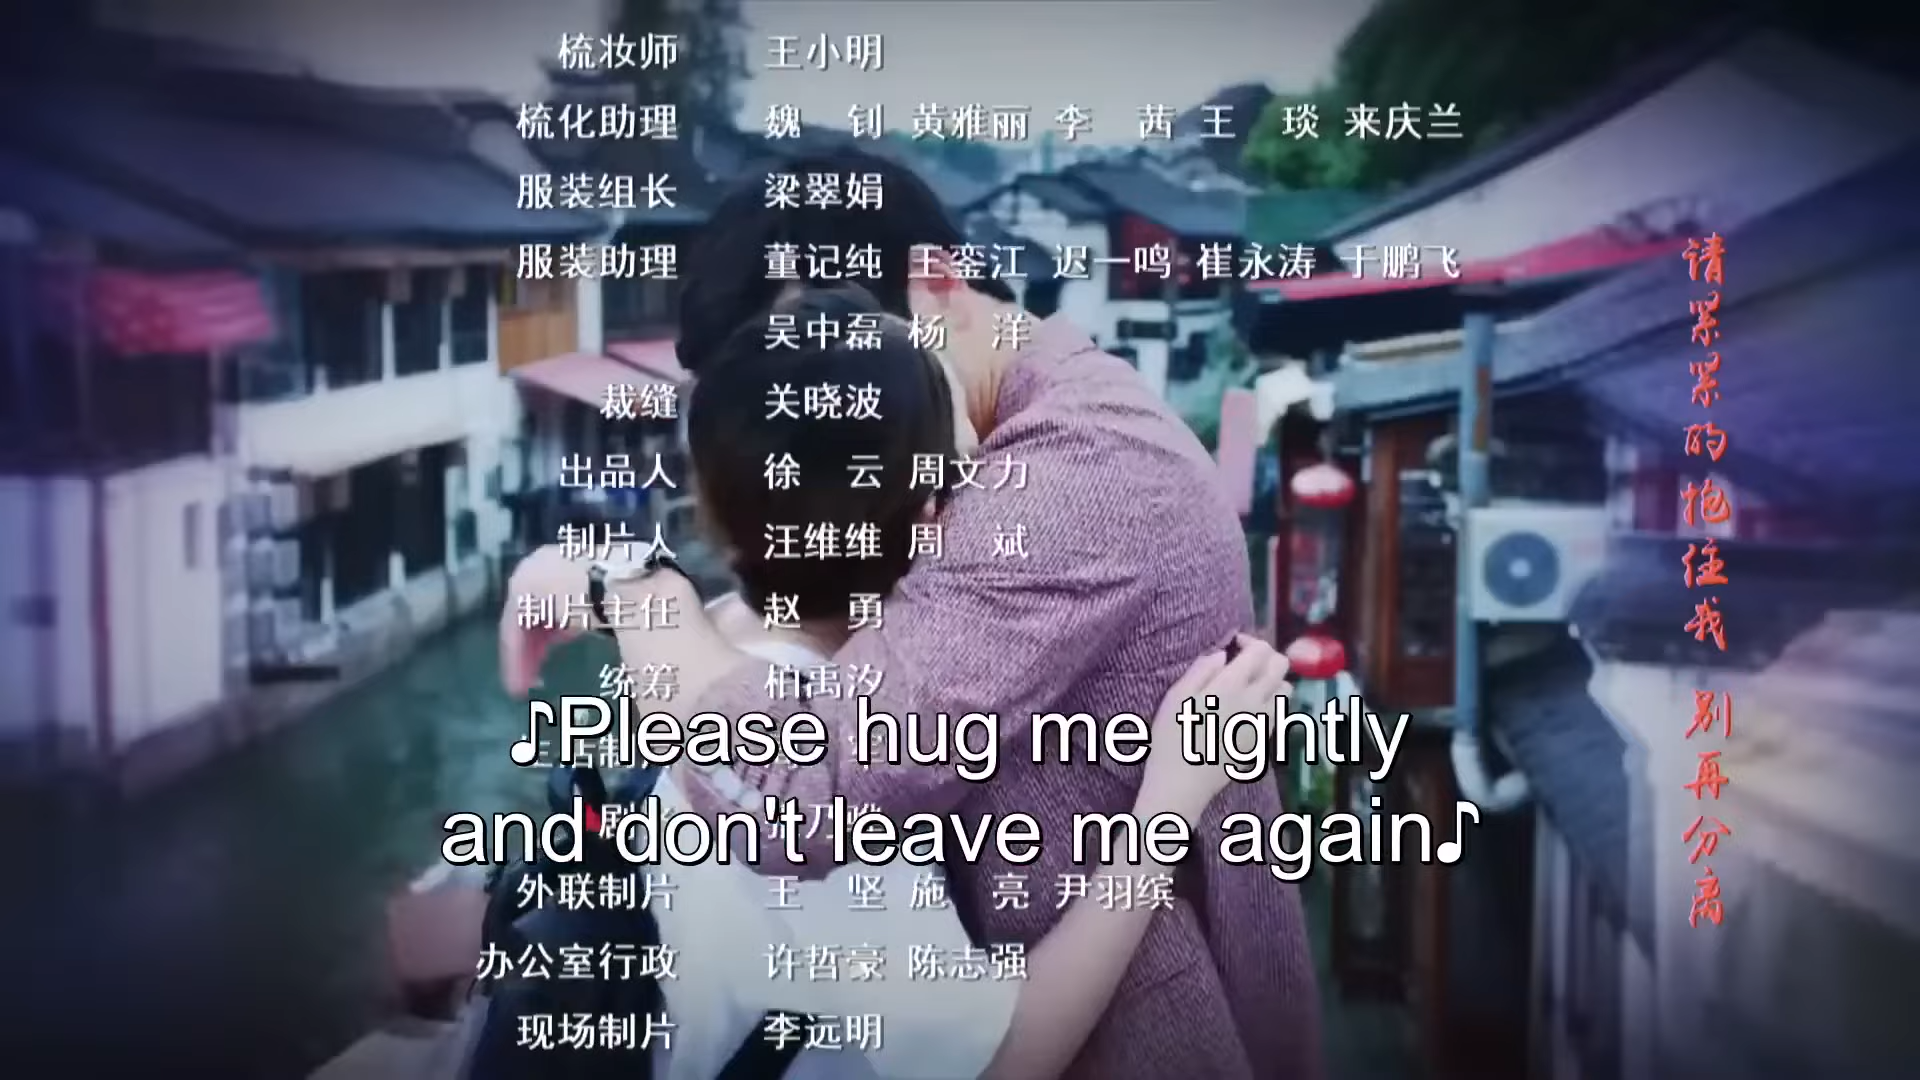 梳妆师 王小明
梳化助理 魏 钊 黄雅丽 李 茜 王 琰 来庆兰
服装组长 梁翠娟
服装助理 董记纯 王銮江 迟一鸣 崔永涛 于鹏飞
吴中磊 杨 洋
裁缝 关晓波
出品人 徐 云 周文力
制片人 汪维维 周 斌
制片主任 赵 勇
统筹 柏禹汐
♪Please hug me tightly
and don't leave me again♪
外联制片 王 坚 施 亮 尹羽缤
办公室行政 许哲豪 陈志强
现场制片 李远明
请紧紧的抱住我 别再分离